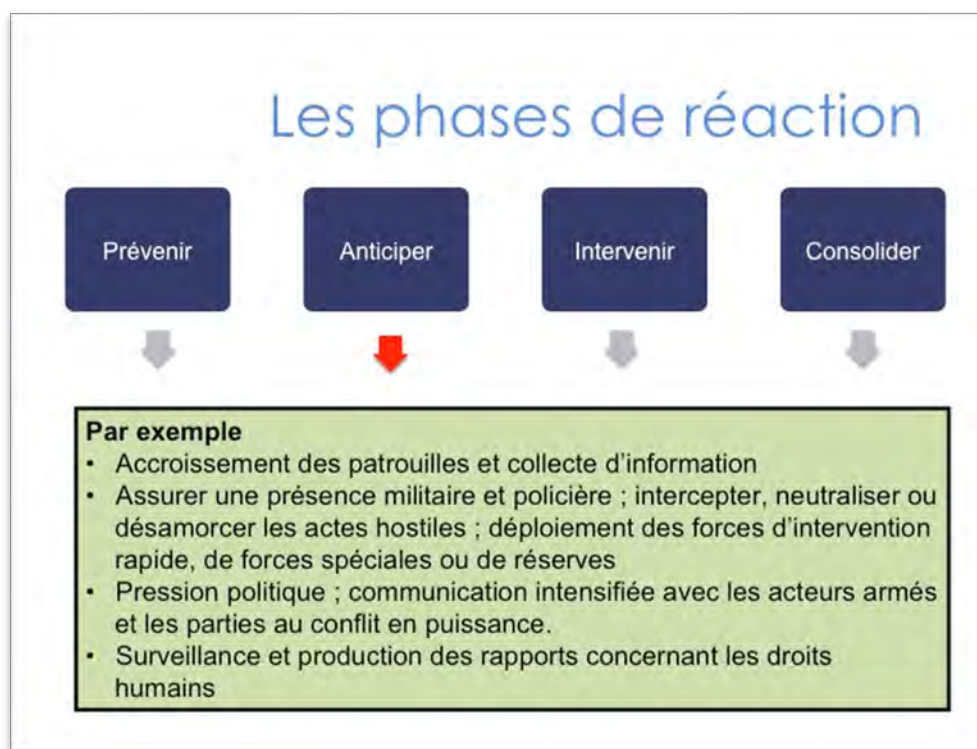 Les phases de réaction
Prévenir
Anticiper
Intervenir
Consolider
Par exemple
• Accroissement des patrouilles et collecte d'information
• Assurer une présence militaire et policière ; intercepter, neutraliser ou
désamorcer les actes hostiles ; déploiement des forces d'intervention
rapide, de forces spéciales ou de réserves
• Pression politique ; communication intensifiée avec les acteurs armés
et les parties au conflit en puissance.
• Surveillance et production des rapports concernant les droits
humains